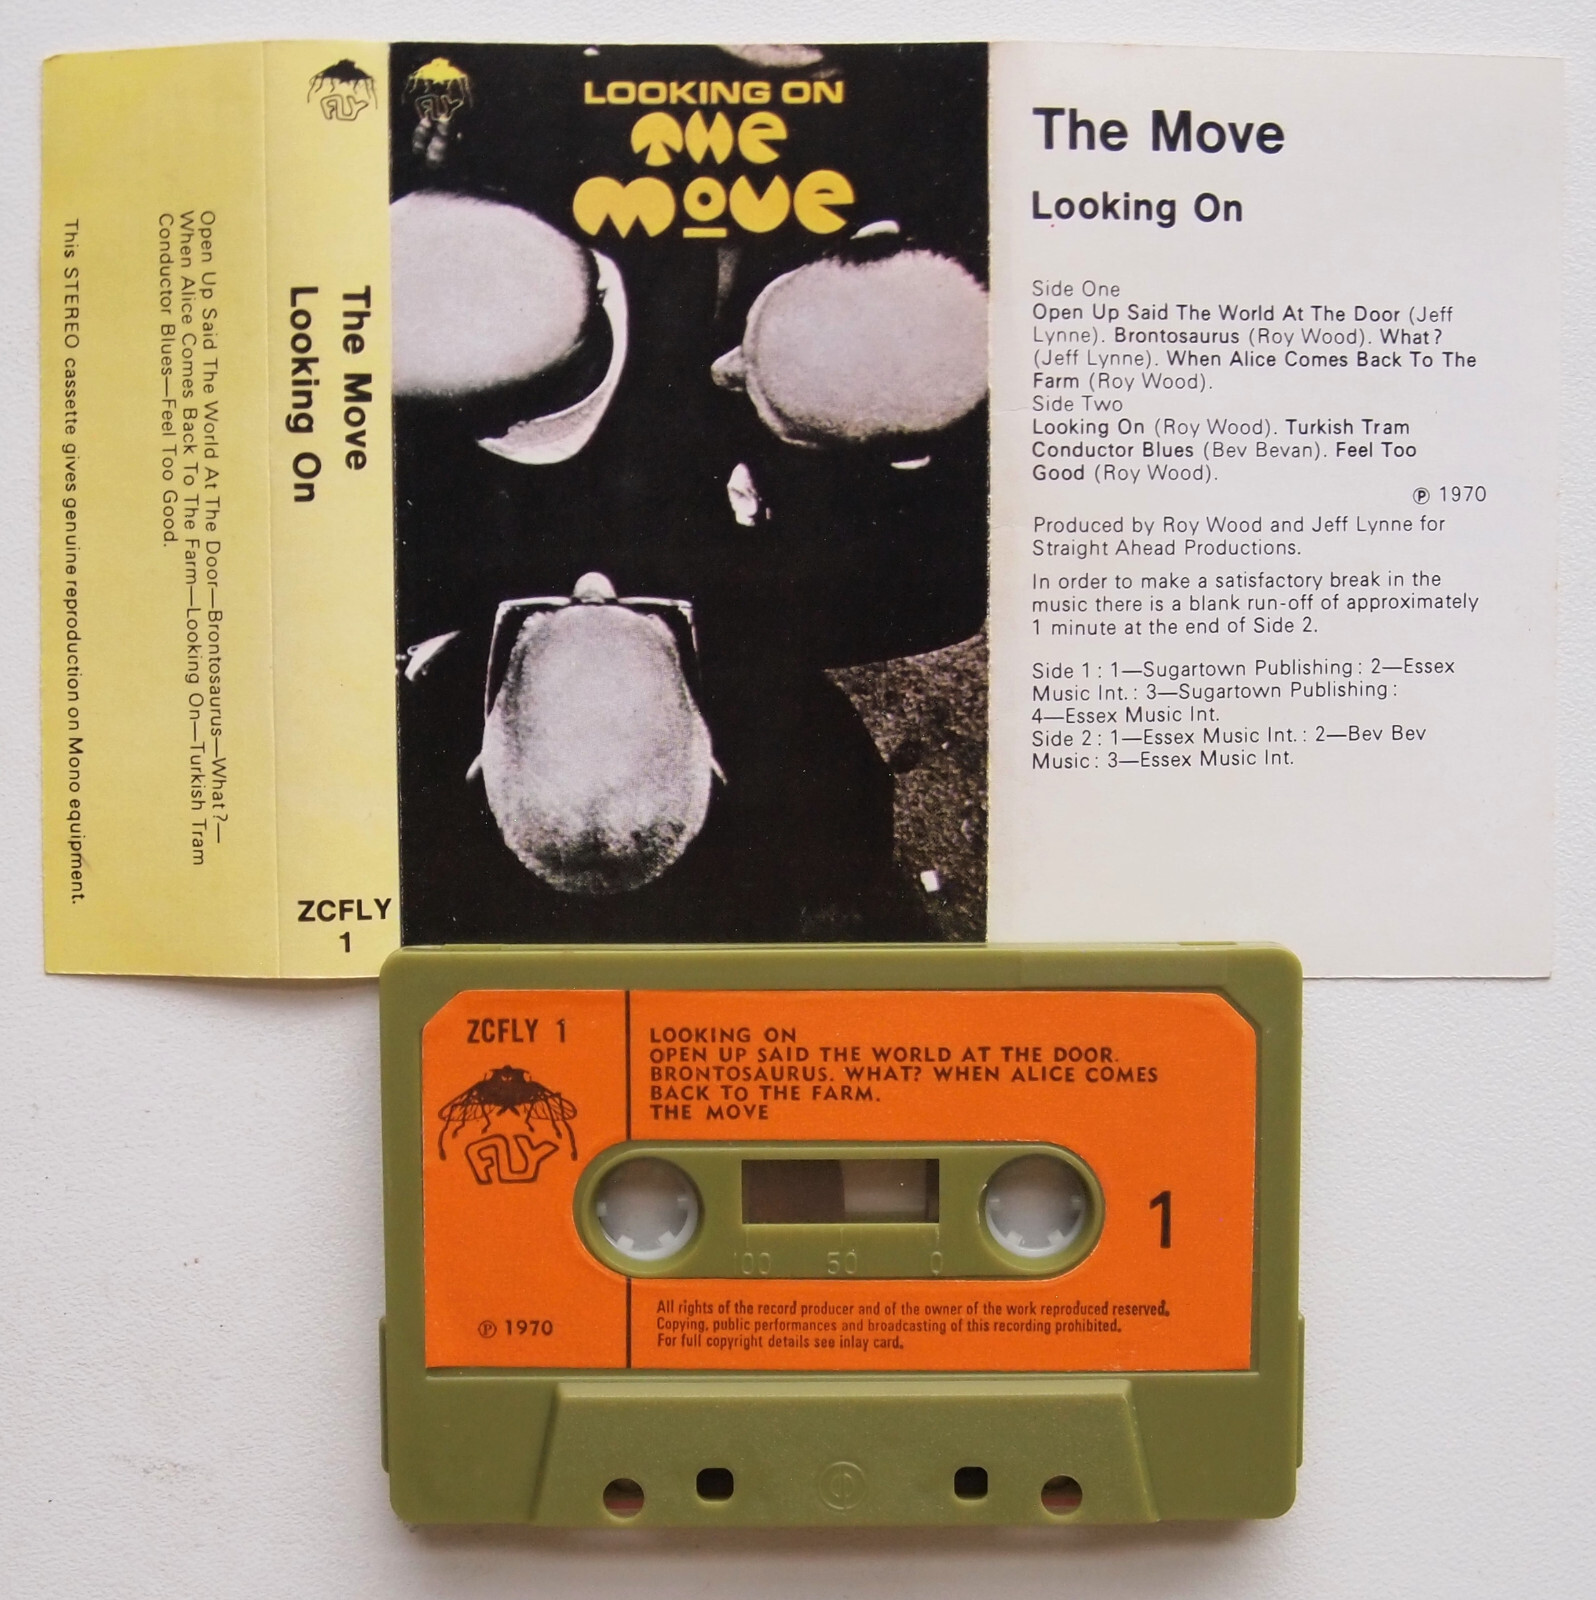 This STEREO cassette gives genuine reproduction on Mono equipment.
Open Up Said The World At The Door—Brontosaurus—What?—
When Alice Comes Back To The Farm—Looking On—Turkish Tram
Conductor Blues—Feel Too Good.
FLY
The Move
Looking On
ZCFLY
1
FLY
LOOKING ON
THE
MOVE
The Move
Looking On
Side One
Open Up Said The World At The Door (Jeff
Lynne). Brontosaurus (Roy Wood). What?
(Jeff Lynne). When Alice Comes Back To The
Farm (Roy Wood).
Side Two
Looking On (Roy Wood). Turkish Tram
Conductor Blues (Bev Bevan). Feel Too
Good (Roy Wood).
℗ 1970
Produced by Roy Wood and Jeff Lynne for
Straight Ahead Productions.
In order to make a satisfactory break in the
music there is a blank run-off of approximately
1 minute at the end of Side 2.
Side 1 : 1—Sugartown Publishing : 2—Essex
Music Int. : 3—Sugartown Publishing :
4—Essex Music Int.
Side 2 : 1—Essex Music Int. : 2—Bev Bev
Music : 3—Essex Music Int.
ZCFLY 1
FLY
℗ 1970
LOOKING ON
OPEN UP SAID THE WORLD AT THE DOOR.
BRONTOSAURUS. WHAT? WHEN ALICE COMES
BACK TO THE FARM.
THE MOVE
1
100 50 0
All rights of the record producer and of the owner of the work reproduced reserved.
Copying, public performances and broadcasting of this recording prohibited.
For full copyright details see inlay card.